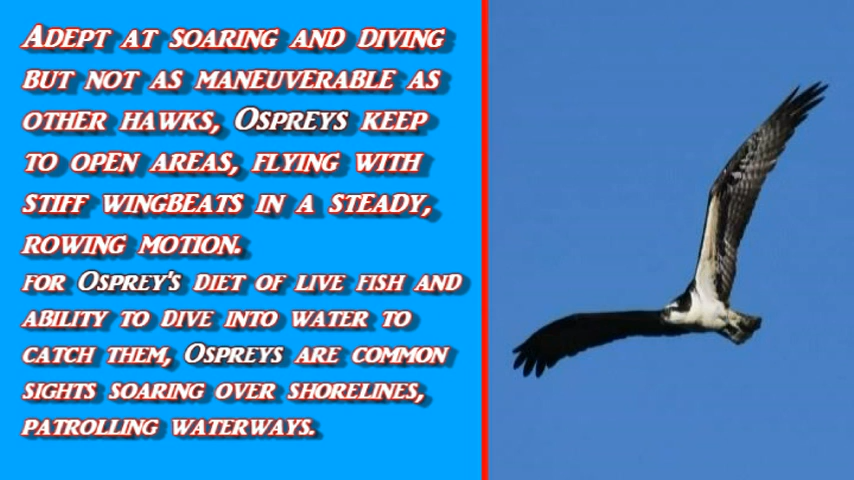 Adept at soaring and diving
but not as maneuverable as
other hawks, Ospreys keep
to open areas, flying with
stiff wingbeats in a steady,
rowing motion.
for Osprey's diet of live fish and
ability to dive into water to
catch them, Ospreys are common
sights soaring over shorelines,
patrolling waterways.